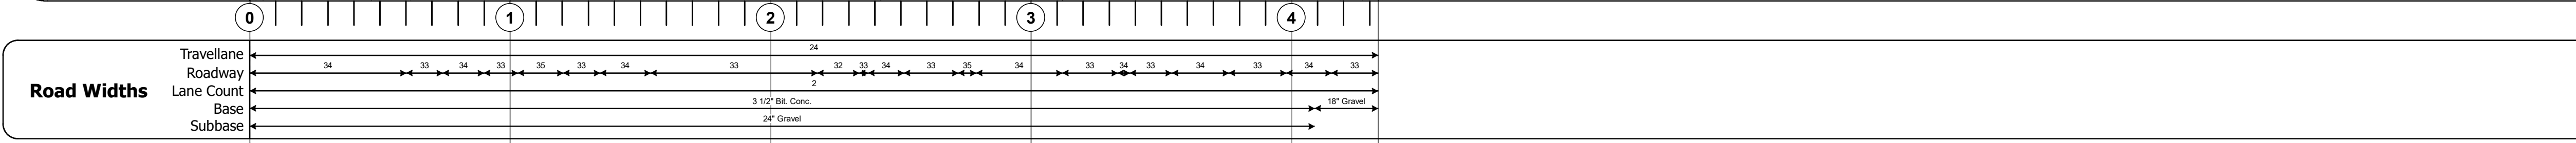 0 1 2 3 4
Travellane 24
Roadway 34 33 34 33 35 33 34 33 32 33 34 33 35 34 33 34 33 34 33 34 33
Road Widths
Lane Count 2
Base 3 1/2" Bit. Conc. 18" Gravel
Subbase 24" Gravel